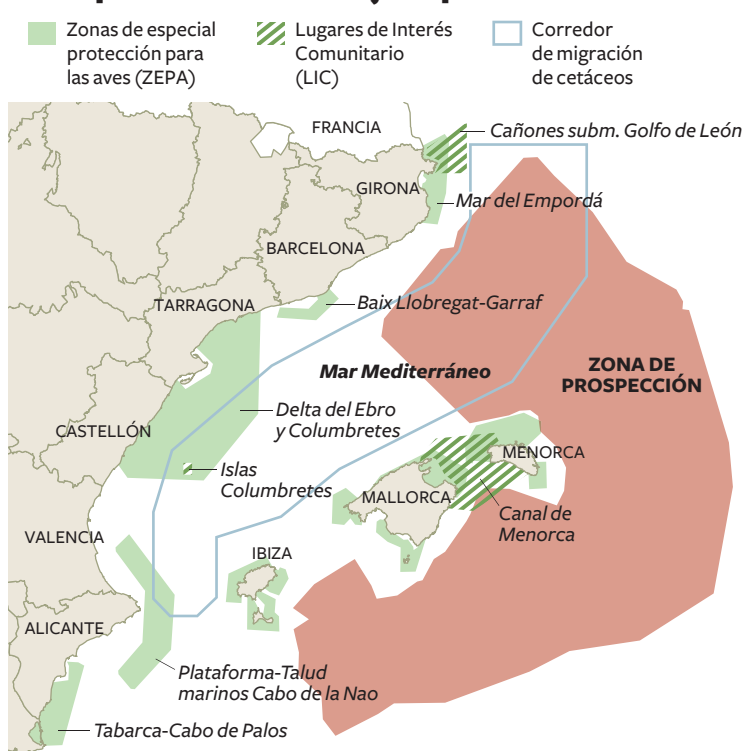 Zonas de especial
protección para
las aves (ZEPA)
Lugares de Interés
Comunitario
(LIC)
Corredor
de migración
de cetáceos
FRANCIA
Cañones subm. Golfo de León
GIRONA
Mar del Empordá
BARCELONA
TARRAGONA
Baix Llobregat-Garraf
Mar Mediterráneo
ZONA DE
PROSPECCIÓN
Delta del Ebro
y Columbretes
CASTELLÓN
Islas
Columbretes
MENORCA
MALLORCA
Canal de
Menorca
VALENCIA
IBIZA
ALICANTE
Plataforma-Talud
marinos Cabo de la Nao
Tabarca-Cabo de Palos